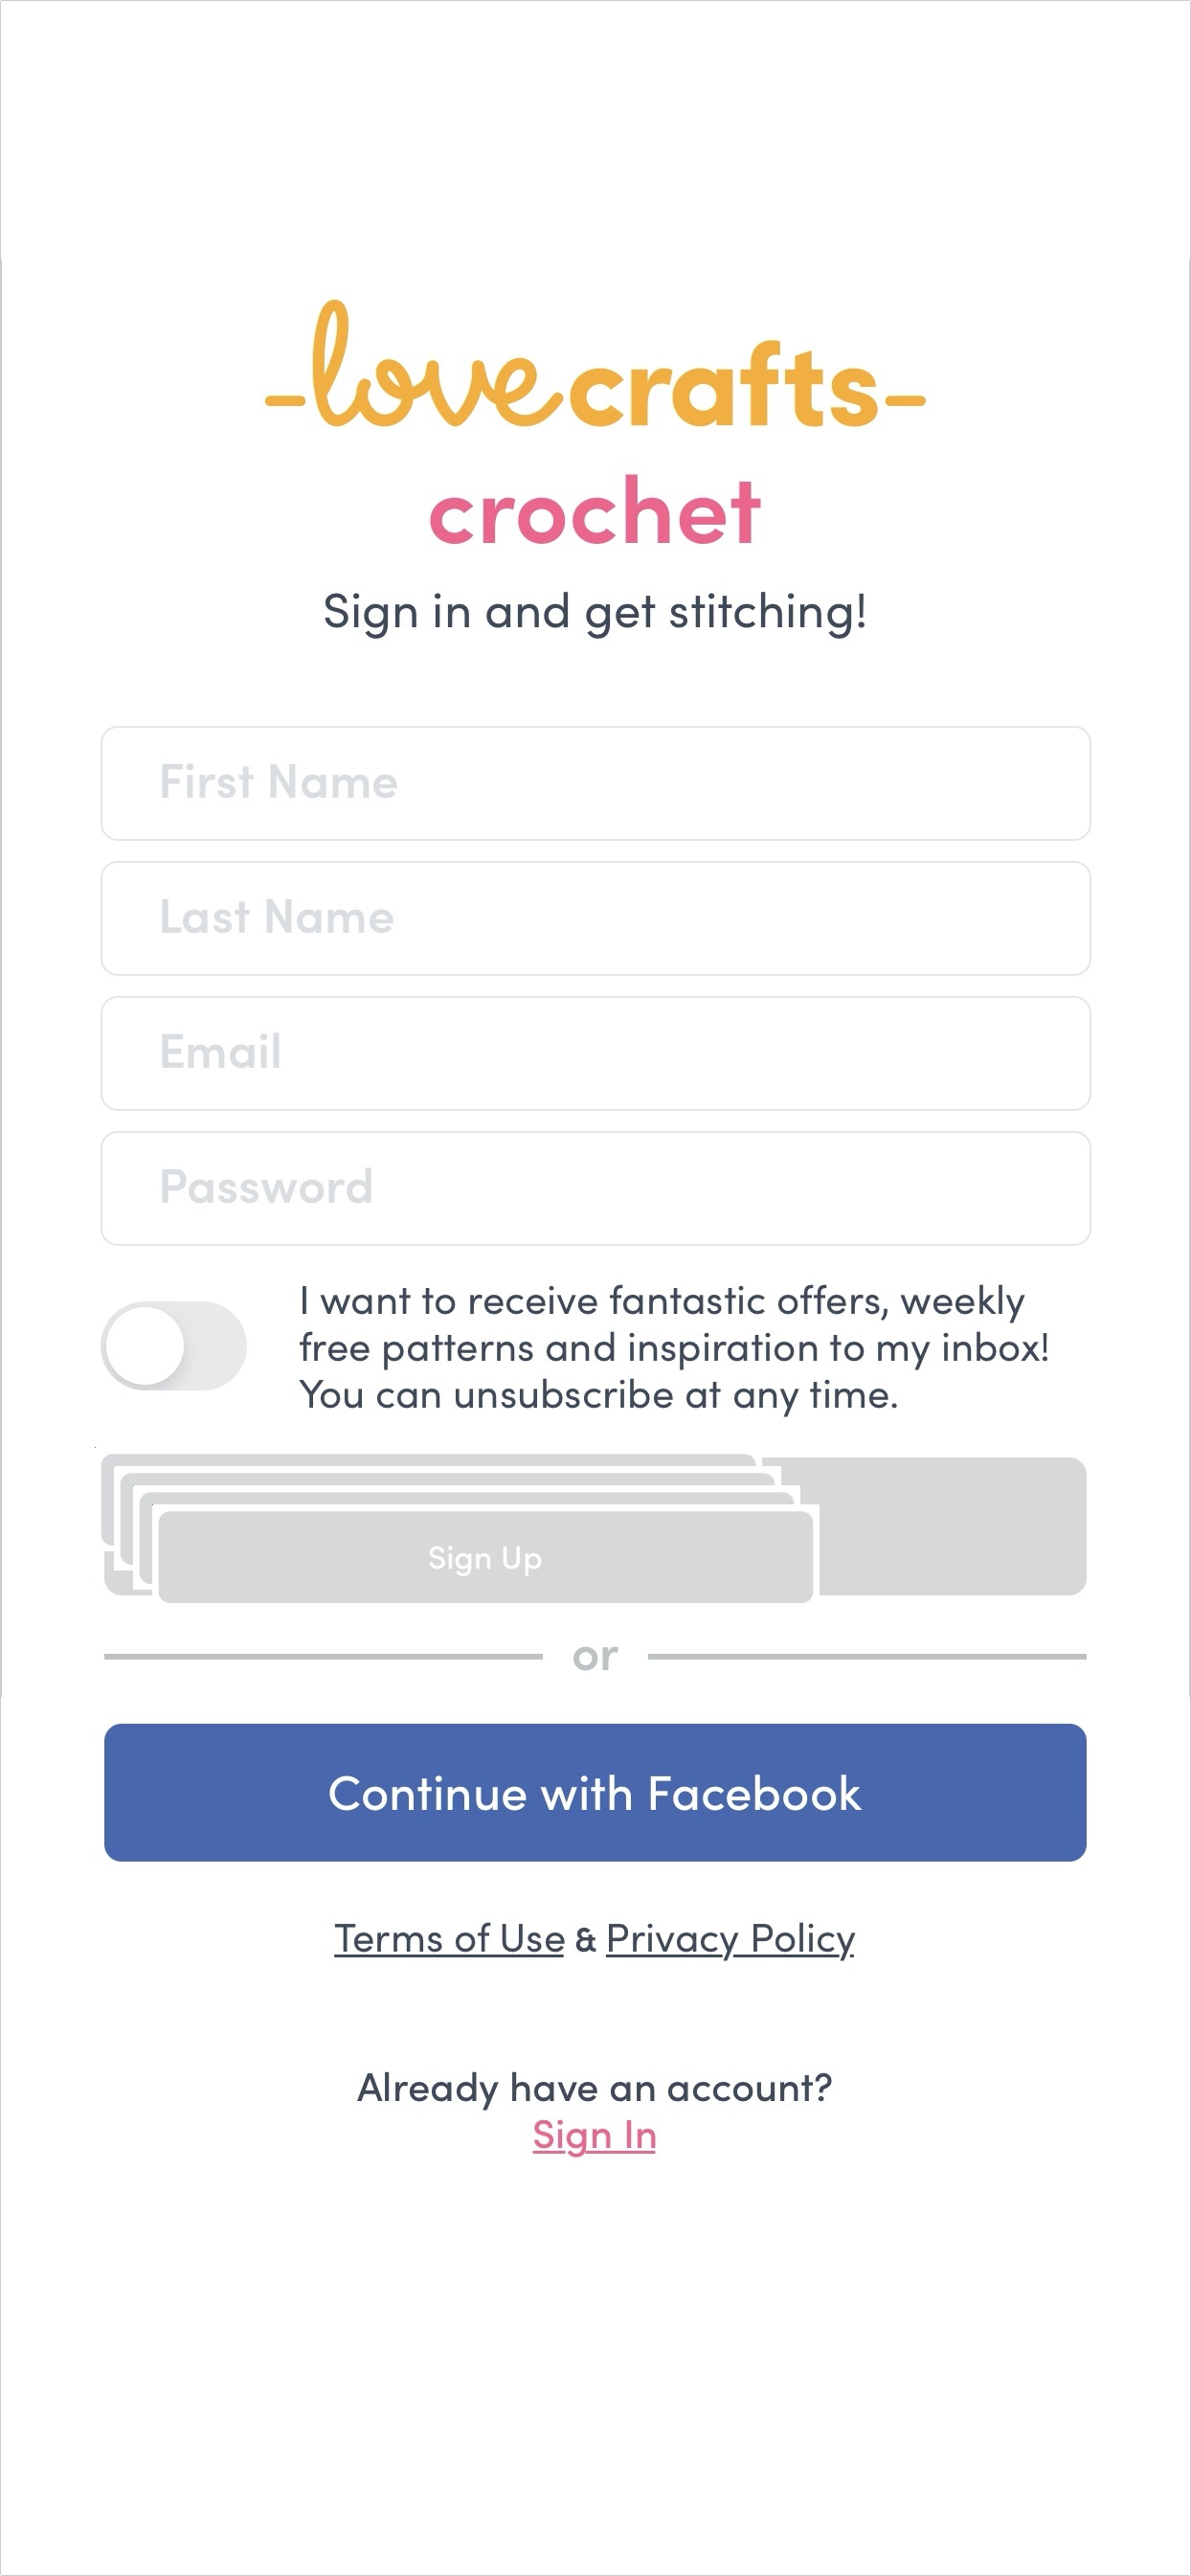 -love crafts-
crochet
Sign in and get stitching!
First Name
Last Name
Email
Password
I want to receive fantastic offers, weekly
free patterns and inspiration to my inbox!
You can unsubscribe at any time.
Sign Up
or
Continue with Facebook
Terms of Use & Privacy Policy
Already have an account?
Sign In